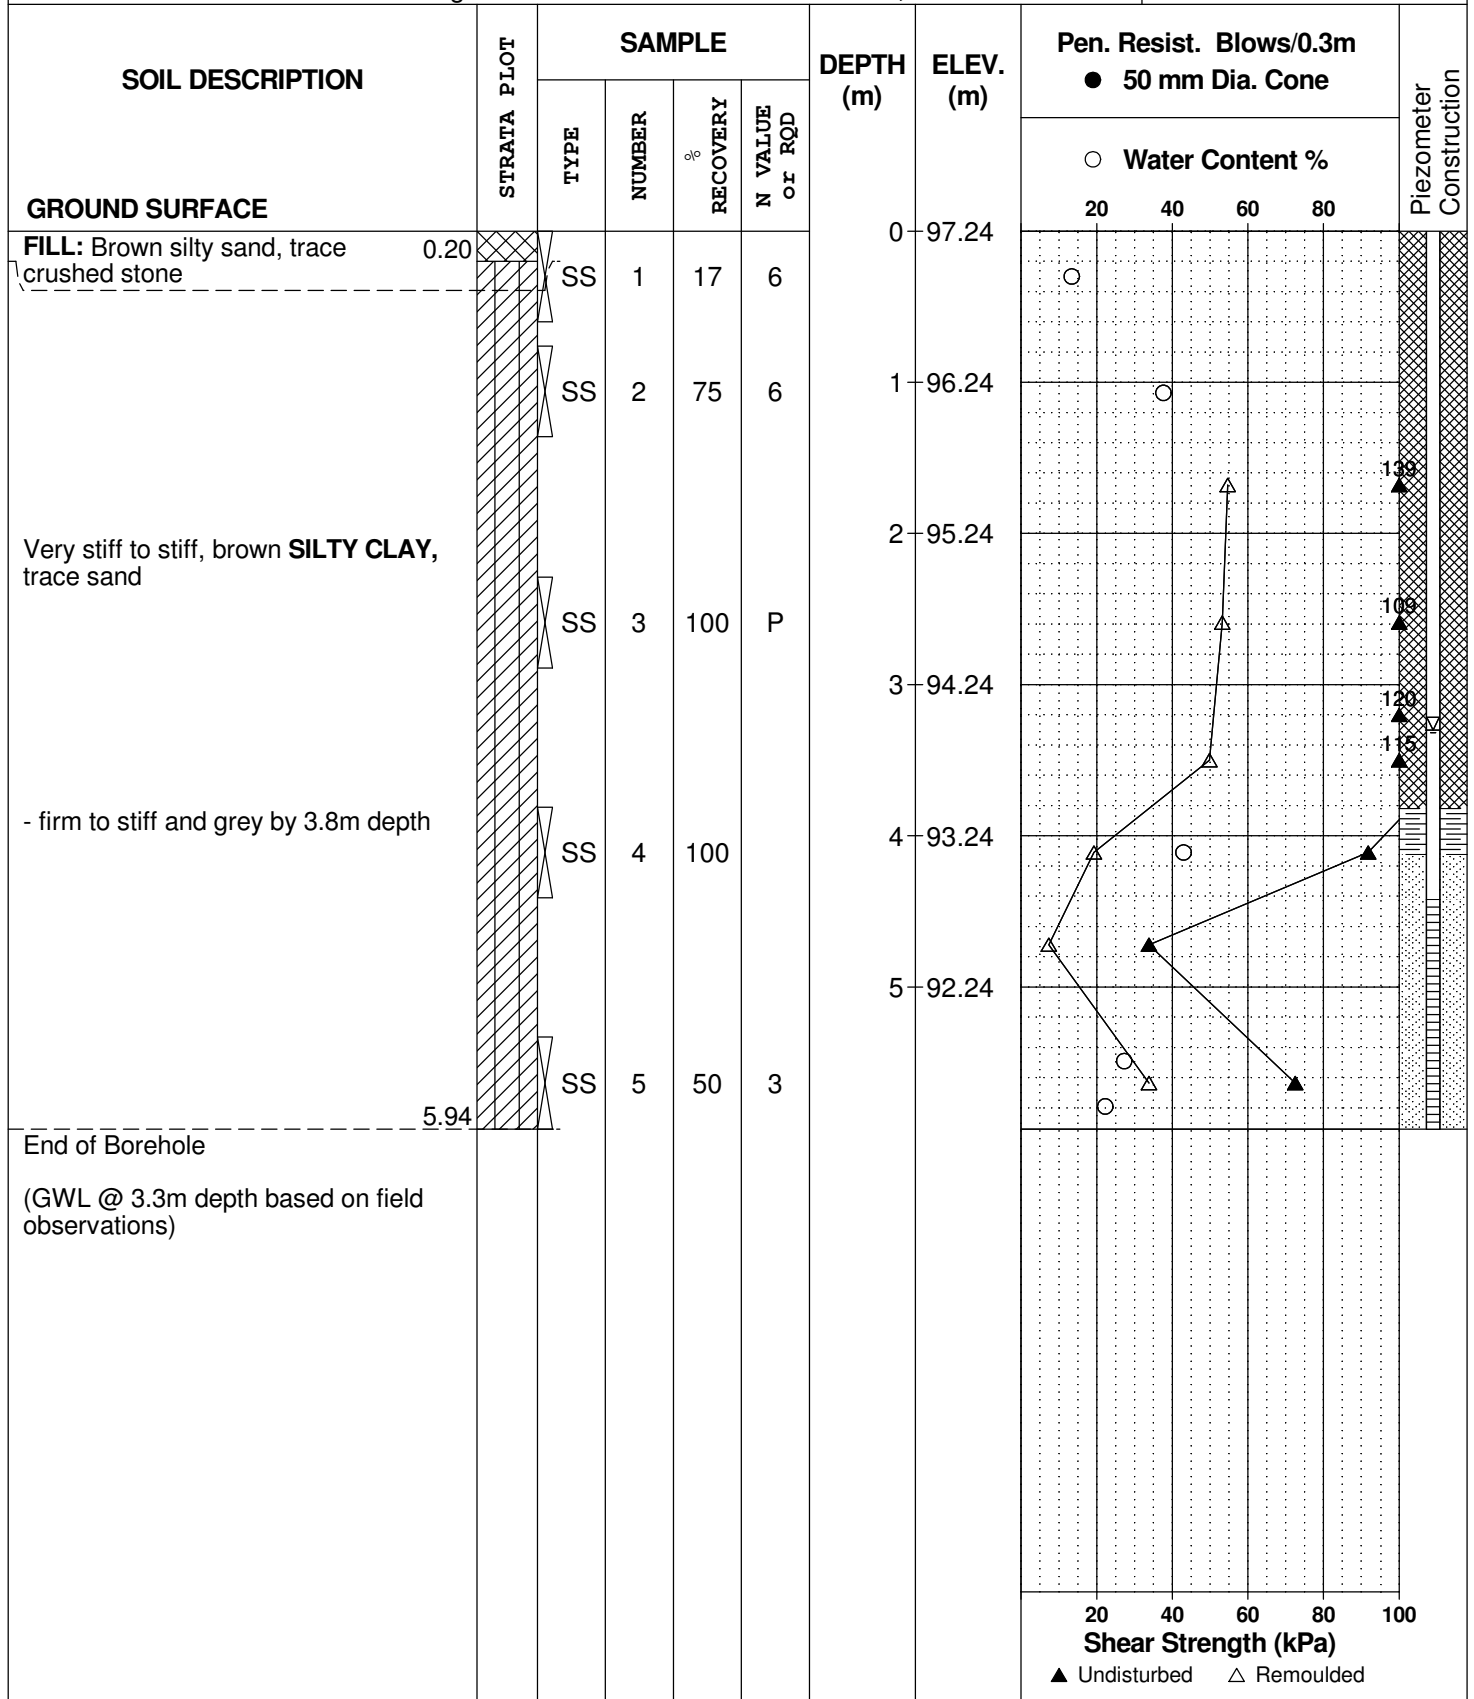 SOIL DESCRIPTION
GROUND SURFACE
STRATA PLOT
SAMPLE
TYPE
NUMBER
%
RECOVERY
N VALUE
or RQD
DEPTH
(m)
ELEV.
(m)
Pen. Resist. Blows/0.3m
● 50 mm Dia. Cone
○ Water Content %
20 40 60 80
Piezometer
Construction
FILL: Brown silty sand, trace 0.20
crushed stone
SS 1 17 6
0 97.24
SS 2 75 6
1 96.24
139
2 95.24
Very stiff to stiff, brown SILTY CLAY,
trace sand
SS 3 100 P
109
3 94.24
120
115
- firm to stiff and grey by 3.8m depth
4 93.24
SS 4 100
5 92.24
SS 5 50 3
5.94
End of Borehole
(GWL @ 3.3m depth based on field
observations)
20 40 60 80 100
Shear Strength (kPa)
▲ Undisturbed △ Remoulded